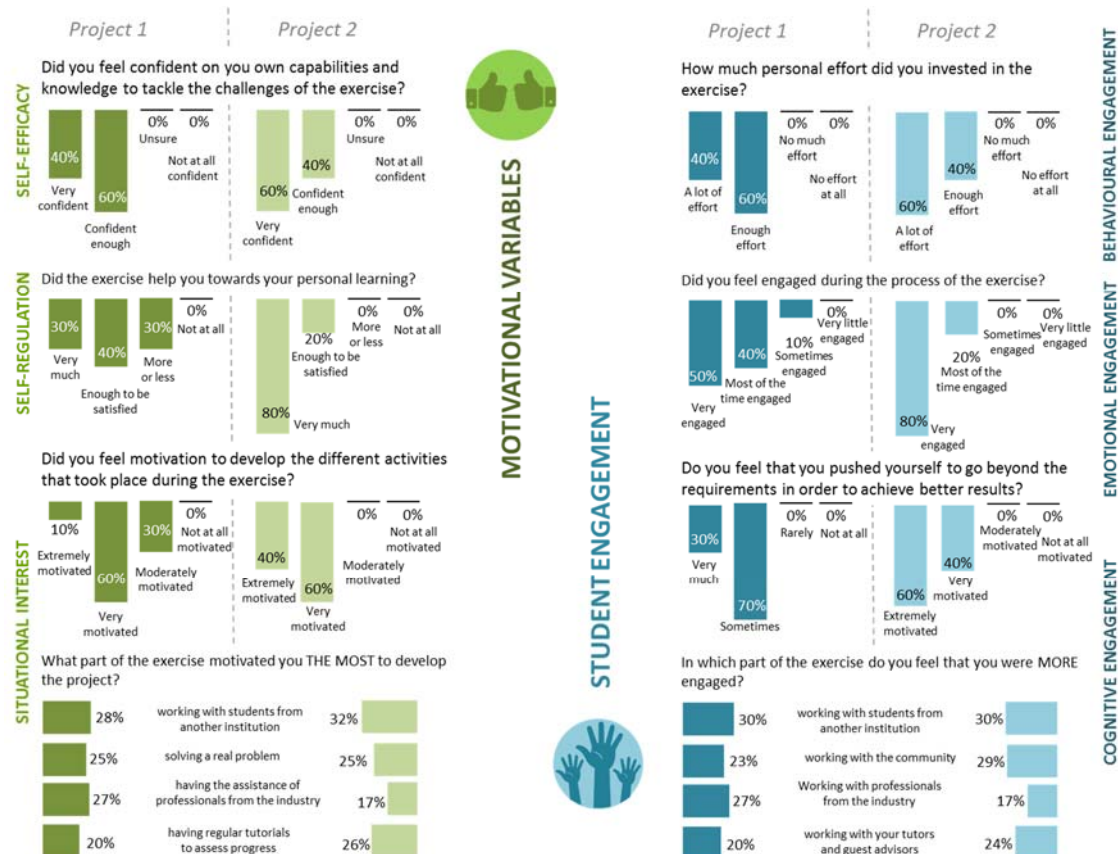 Project 1
Project 2
Did you feel confident on you own capabilities and
knowledge to tackle the challenges of the exercise?
SELF-EFFICACY
40%
Very
confident
60%
Confident
enough
0%
Unsure
0%
Not at all
confident
60%
Very
confident
40%
Confident
enough
0%
Unsure
0%
Not at all
confident
Did the exercise help you towards your personal learning?
SELF-REGULATION
30%
Very
much
40%
Enough to be
satisfied
30%
More
or less
0%
Not at all
80%
Very much
20%
Enough to be
satisfied
0%
More
or less
0%
Not at all
Did you feel motivation to develop the different activities
that took place during the exercise?
SITUATIONAL INTEREST
10%
Extremely
motivated
60%
Very
motivated
30%
Moderately
motivated
0%
Not at all
motivated
40%
Extremely
motivated
60%
Very
motivated
0%
Moderately
motivated
0%
Not at all
motivated
What part of the exercise motivated you THE MOST to develop
the project?
28%
working with students from
another institution
32%
25%
solving a real problem
25%
27%
having the assistance of
professionals from the industry
17%
20%
having regular tutorials
to assess progress
26%
MOTIVATIONAL VARIABLES
STUDENT ENGAGEMENT
Project 1
Project 2
How much personal effort did you invested in the
exercise?
BEHAVIOURAL ENGAGEMENT
40%
A lot of
effort
60%
Enough
effort
0%
No much
effort
0%
No effort
at all
60%
A lot of
effort
40%
Enough
effort
0%
No much
effort
0%
No effort
at all
Did you feel engaged during the process of the exercise?
EMOTIONAL ENGAGEMENT
50%
Very
engaged
40%
Most of the
time engaged
10%
Sometimes
engaged
0%
Very little
engaged
80%
Very
engaged
20%
Most of
the time engaged
0%
Sometimes
engaged
0%
Very little
engaged
Do you feel that you pushed yourself to go beyond the
requirements in order to achieve better results?
COGNITIVE ENGAGEMENT
30%
Very
much
70%
Sometimes
0%
Rarely
0%
Not at all
60%
Extremely
motivated
40%
Very
motivated
0%
Moderately
motivated
0%
Not at all
motivated
In which part of the exercise do you feel that you were MORE
engaged?
30%
working with students from
another institution
30%
23%
working with the community
29%
27%
Working with professionals
from the industry
17%
20%
working with your tutors
and guest advisors
24%